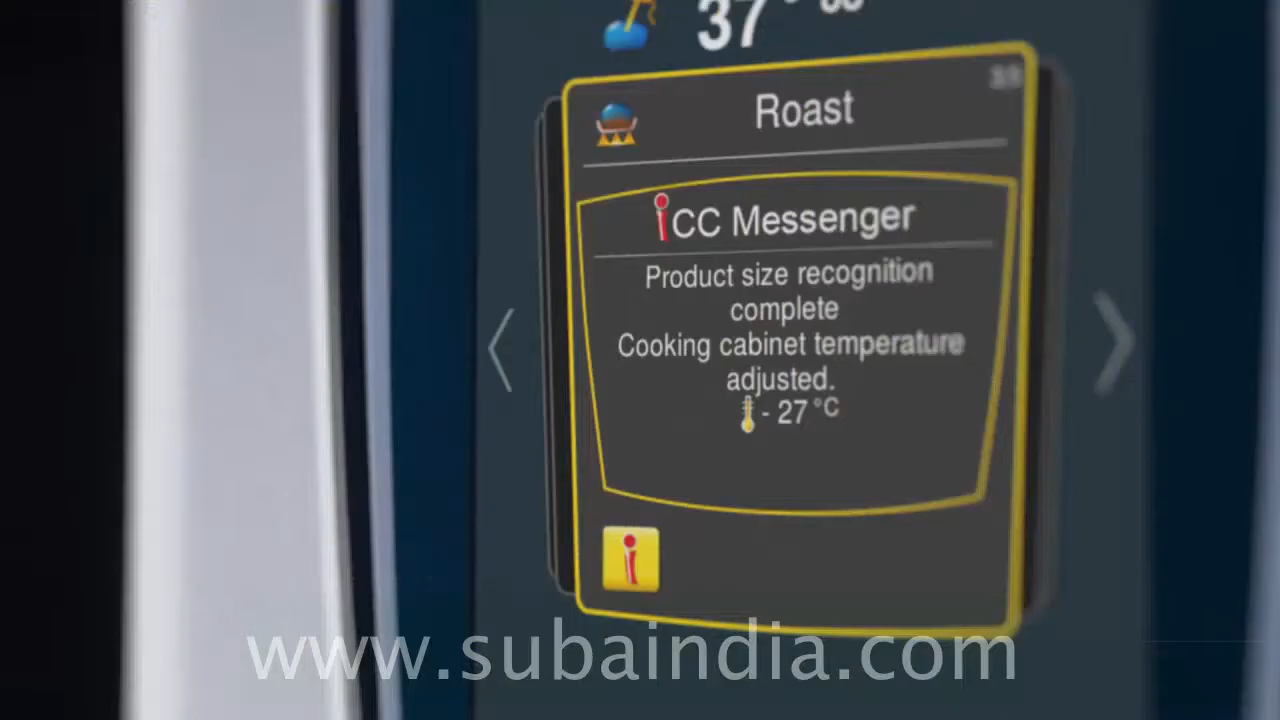 37°
Roast
iCC Messenger
Product size recognition
complete
Cooking cabinet temperature
adjusted.
- 27 °C
i
www.subaindia.com